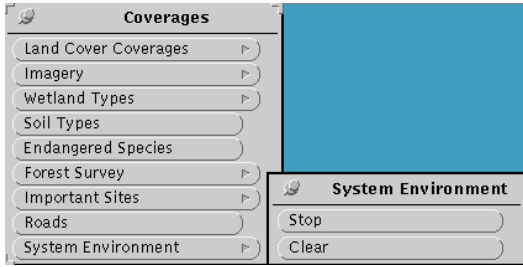 Coverages
Land Cover Coverages
Imagery
Wetland Types
Soil Types
Endangered Species
Forest Survey
Important Sites
Roads
System Environment
System Environment
Stop
Clear